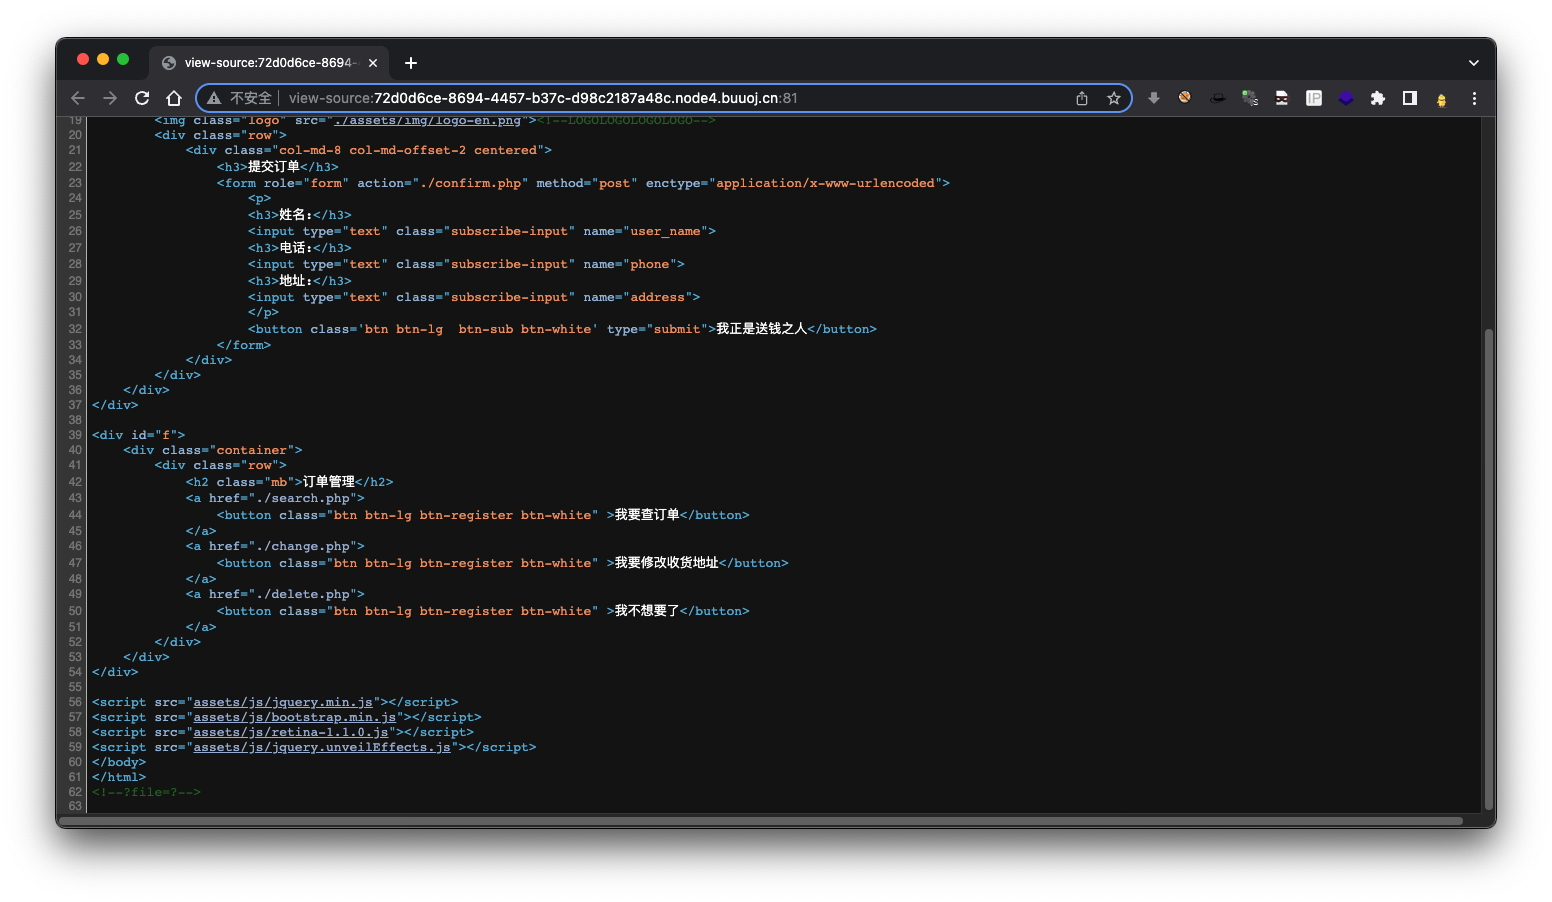 view-source:72d0d6ce-8694-
不安全 view-source:72d0d6ce-8694-4457-b37c-d98c2187a48c.node4.buuoj.cn:81
19 <img class="logo" src="./assets/img/logo-en.png"><!--LOGOLOGOLOGOLOGO-->
20 <div class="row">
21 <div class="col-md-8 col-md-offset-2 centered">
22 <h3>提交订单</h3>
23 <form role="form" action="./confirm.php" method="post" enctype="application/x-www-urlencoded">
24 <p>
25 <h3>姓名:</h3>
26 <input type="text" class="subscribe-input" name="user_name">
27 <h3>电话:</h3>
28 <input type="text" class="subscribe-input" name="phone">
29 <h3>地址:</h3>
30 <input type="text" class="subscribe-input" name="address">
31 </p>
32 <button class='btn btn-lg  btn-sub btn-white' type="submit">我正是送钱之人</button>
33 </form>
34 </div>
35 </div>
36 </div>
37 </div>
38
39 <div id="f">
40 <div class="container">
41 <div class="row">
42 <h2 class="mb">订单管理</h2>
43 <a href="./search.php">
44 <button class="btn btn-lg btn-register btn-white" >我要查订单</button>
45 </a>
46 <a href="./change.php">
47 <button class="btn btn-lg btn-register btn-white" >我要修改收货地址</button>
48 </a>
49 <a href="./delete.php">
50 <button class="btn btn-lg btn-register btn-white" >我不想要了</button>
51 </a>
52 </div>
53 </div>
54 </div>
55
56 <script src="assets/js/jquery.min.js"></script>
57 <script src="assets/js/bootstrap.min.js"></script>
58 <script src="assets/js/retina-1.1.0.js"></script>
59 <script src="assets/js/jquery.unveilEffects.js"></script>
60 </body>
61 </html>
62 <!--?file=?-->
63